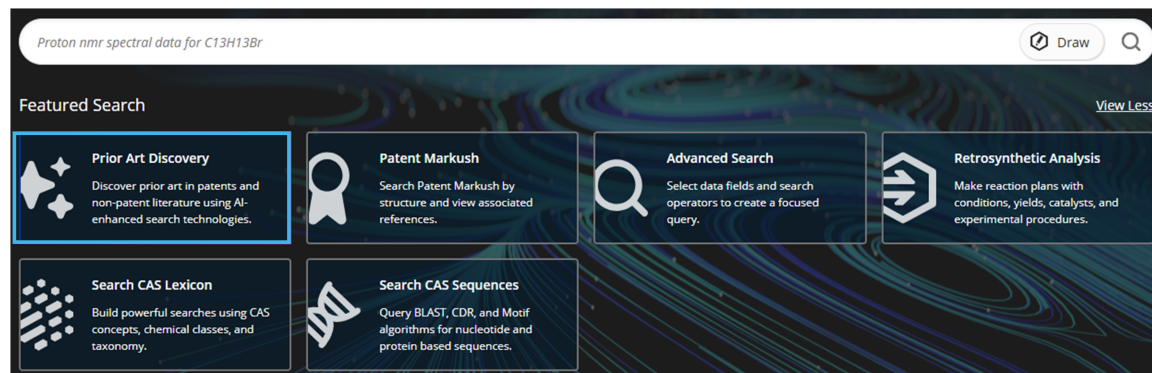 Proton nmr spectral data for C13H13Br
Draw
Featured Search
View Less
Prior Art Discovery
Discover prior art in patents and
non-patent literature using AI-
enhanced search technologies.
Patent Markush
Search Patent Markush by
structure and view associated
references.
Advanced Search
Select data fields and search
operators to create a focused
query.
Retrosynthetic Analysis
Make reaction plans with
conditions, yields, catalysts, and
experimental procedures.
Search CAS Lexicon
Build powerful searches using CAS
concepts, chemical classes, and
taxonomy.
Search CAS Sequences
Query BLAST, CDR, and Motif
algorithms for nucleotide and
protein based sequences.